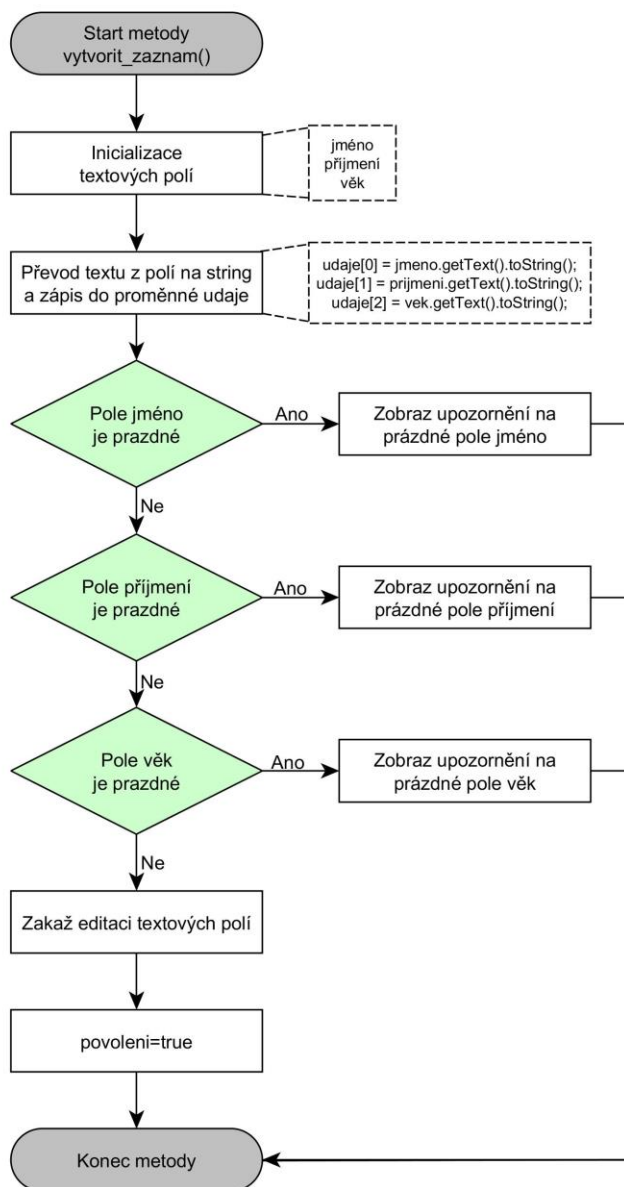 Start metody
vytvorit_zaznam()
Inicializace
textových polí
jméno
příjmení
věk
Převod textu z polí na string
a zápis do proměnné udaje
udaje[0] = jmeno.getText().toString();
udaje[1] = prijmeni.getText().toString();
udaje[2] = vek.getText().toString();
Pole jméno
je prazdné
Ano
Zobraz upozornění na
prázdné pole jméno
Ne
Pole příjmení
je prazdné
Ano
Zobraz upozornění na
prázdné pole příjmení
Ne
Pole věk
je prazdné
Ano
Zobraz upozornění na
prázdné pole věk
Ne
Zakaž editaci textových polí
povoleni=true
Konec metody